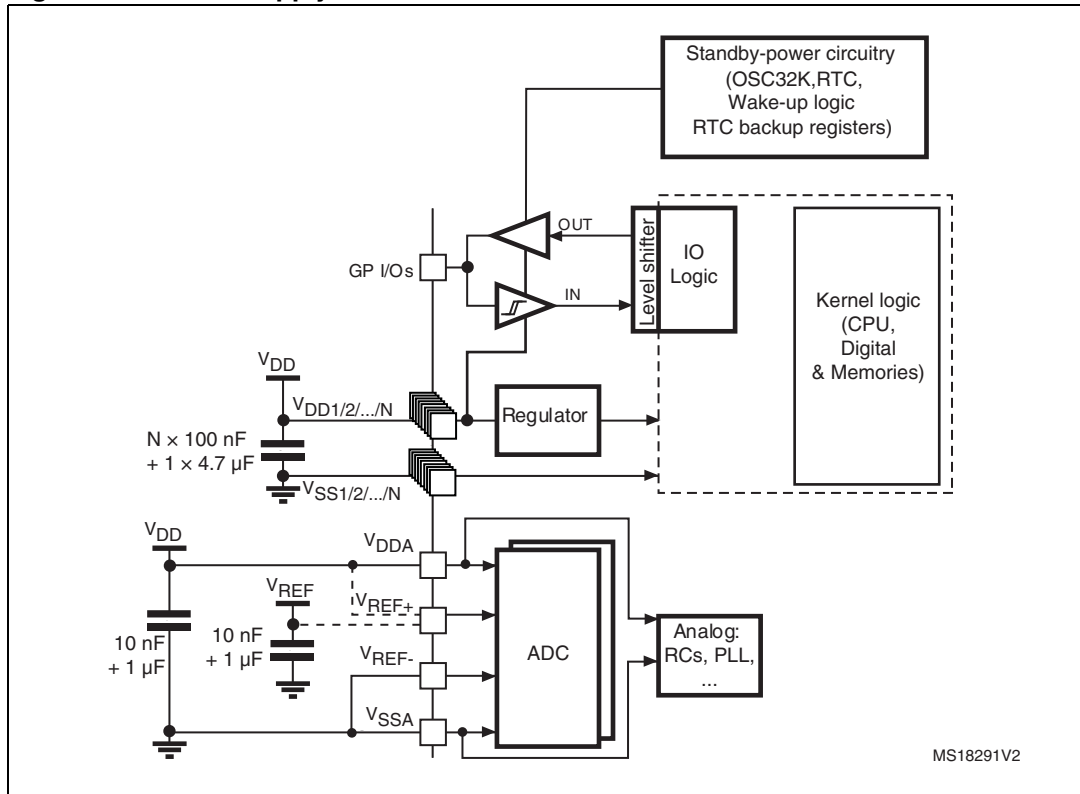 Standby-power circuitry
(OSC32K,RTC,
Wake-up logic
RTC backup registers)
OUT
Level shifter
IO
Logic
GP I/Os
IN
Kernel logic
(CPU,
Digital
& Memories)
VDD
VDD1/2/.../N
Regulator
N × 100 nF
+ 1 × 4.7 µF
VSS1/2/.../N
VDD
VDDA
VREF
VREF+
10 nF
+ 1 µF
10 nF
+ 1 µF
VREF-
ADC
Analog:
RCs, PLL,
...
VSSA
MS18291V2